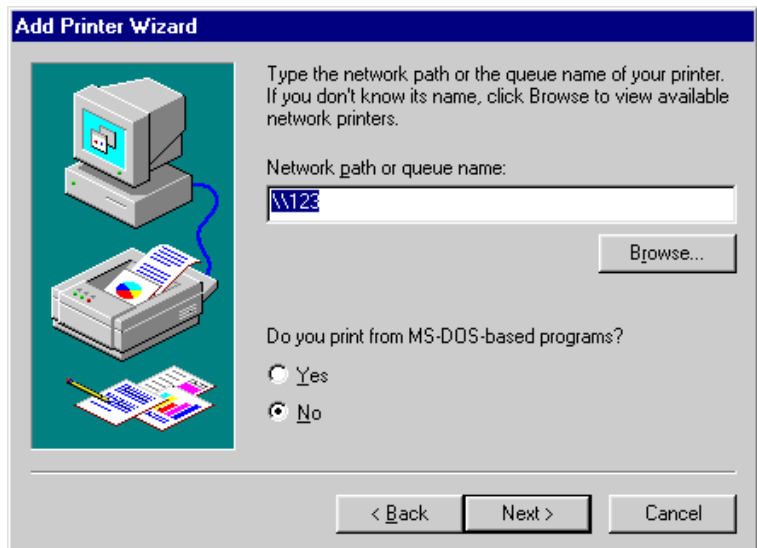 Add Printer Wizard
Type the network path or the queue name of your printer.
If you don't know its name, click Browse to view available
network printers.
Network path or queue name:
\\123
Browse...
Do you print from MS-DOS-based programs?
Yes
No
< Back Next > Cancel